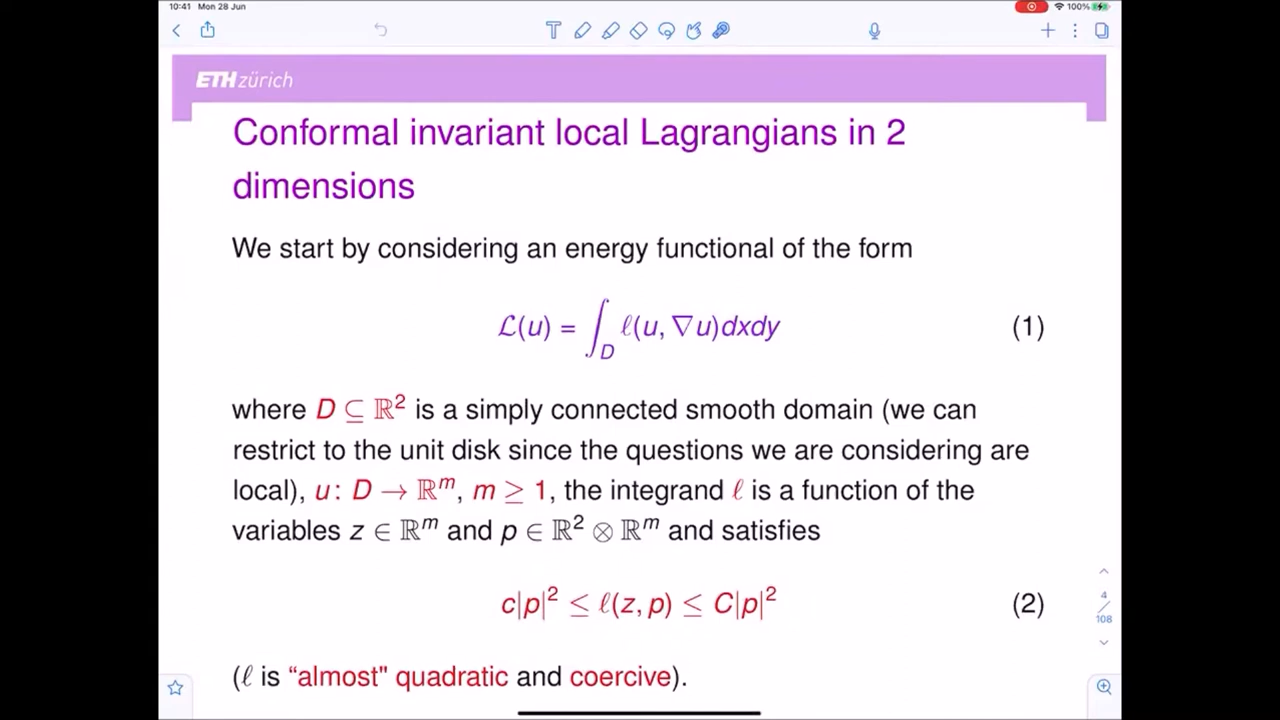 10:41 Mon 28 Jun
100%
ETH zürich
Conformal invariant local Lagrangians in 2
dimensions
We start by considering an energy functional of the form
ℒ(u) = ∫_D ℓ(u, ∇u)dxdy (1)
where D ⊆ ℝ² is a simply connected smooth domain (we can
restrict to the unit disk since the questions we are considering are
local), u: D → ℝᵐ, m ≥ 1, the integrand ℓ is a function of the
variables z ∈ ℝᵐ and p ∈ ℝ² ⊗ ℝᵐ and satisfies
c|p|² ≤ ℓ(z, p) ≤ C|p|² (2)
(ℓ is “almost" quadratic and coercive).
4
/
108